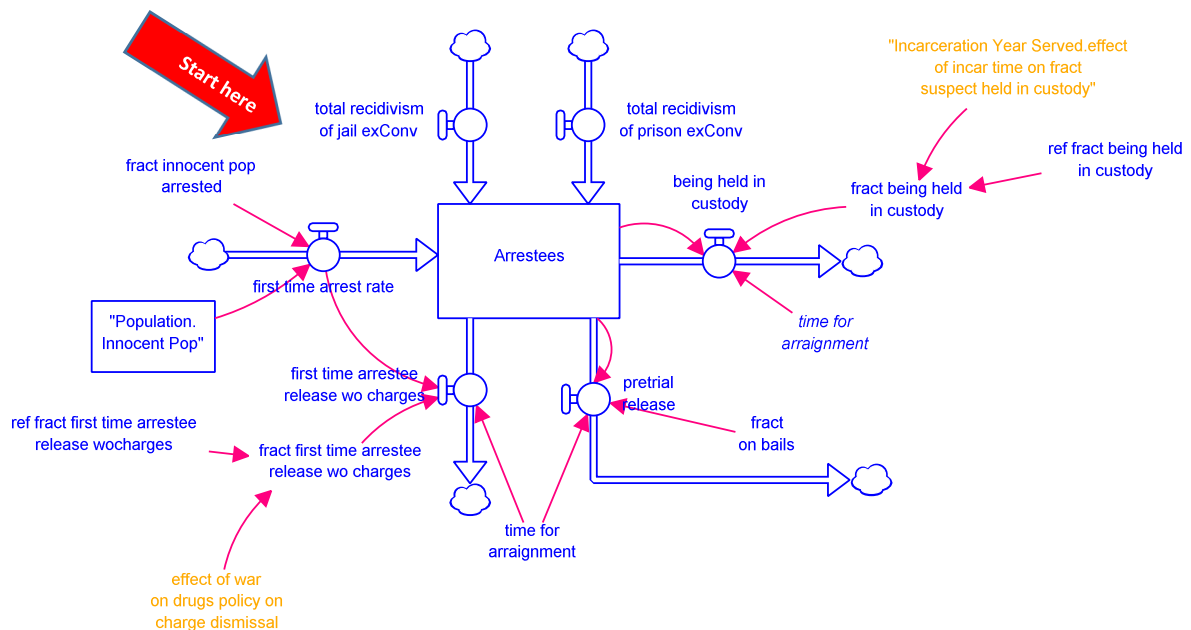 Start here
total recidivism
of jail exConv
total recidivism
of prison exConv
"Incarceration Year Served.effect
of incar time on fract
suspect held in custody"
ref fract being held
in custody
fract innocent pop
arrested
being held in
custody
fract being held
in custody
Arrestees
first time arrest rate
"Population.
Innocent Pop"
time for
arraignment
first time arrestee
release wo charges
pretrial
release
ref fract first time arrestee
release wocharges
fract first time arrestee
release wo charges
fract
on bails
time for
arraignment
effect of war
on drugs policy on
charge dismissal